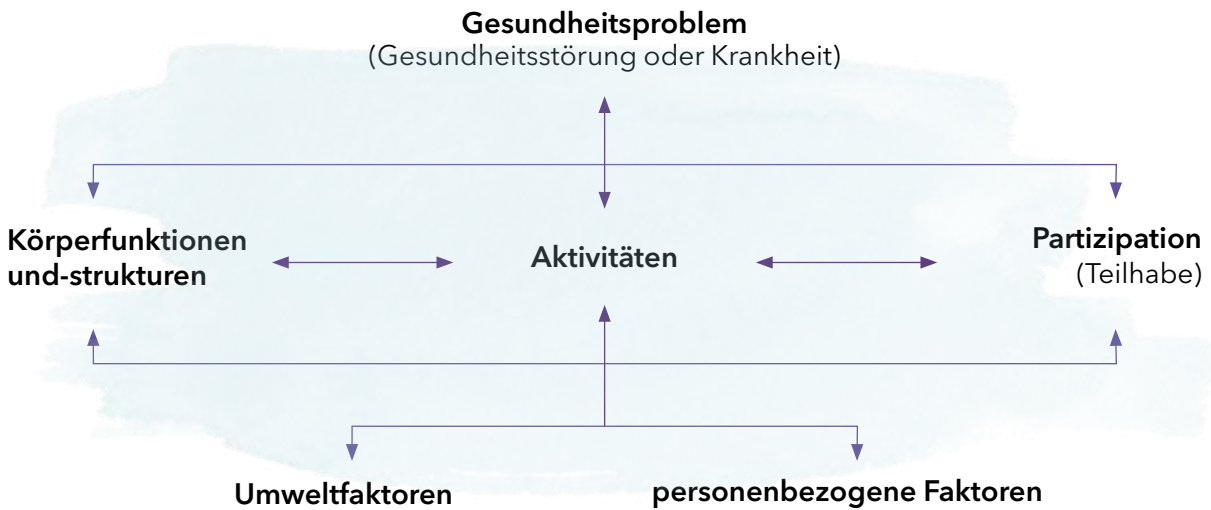 Gesundheitsproblem
(Gesundheitsstörung oder Krankheit)
Körperfunktionen
und-strukturen
Aktivitäten
Partizipation
(Teilhabe)
Umweltfaktoren
personenbezogene Faktoren